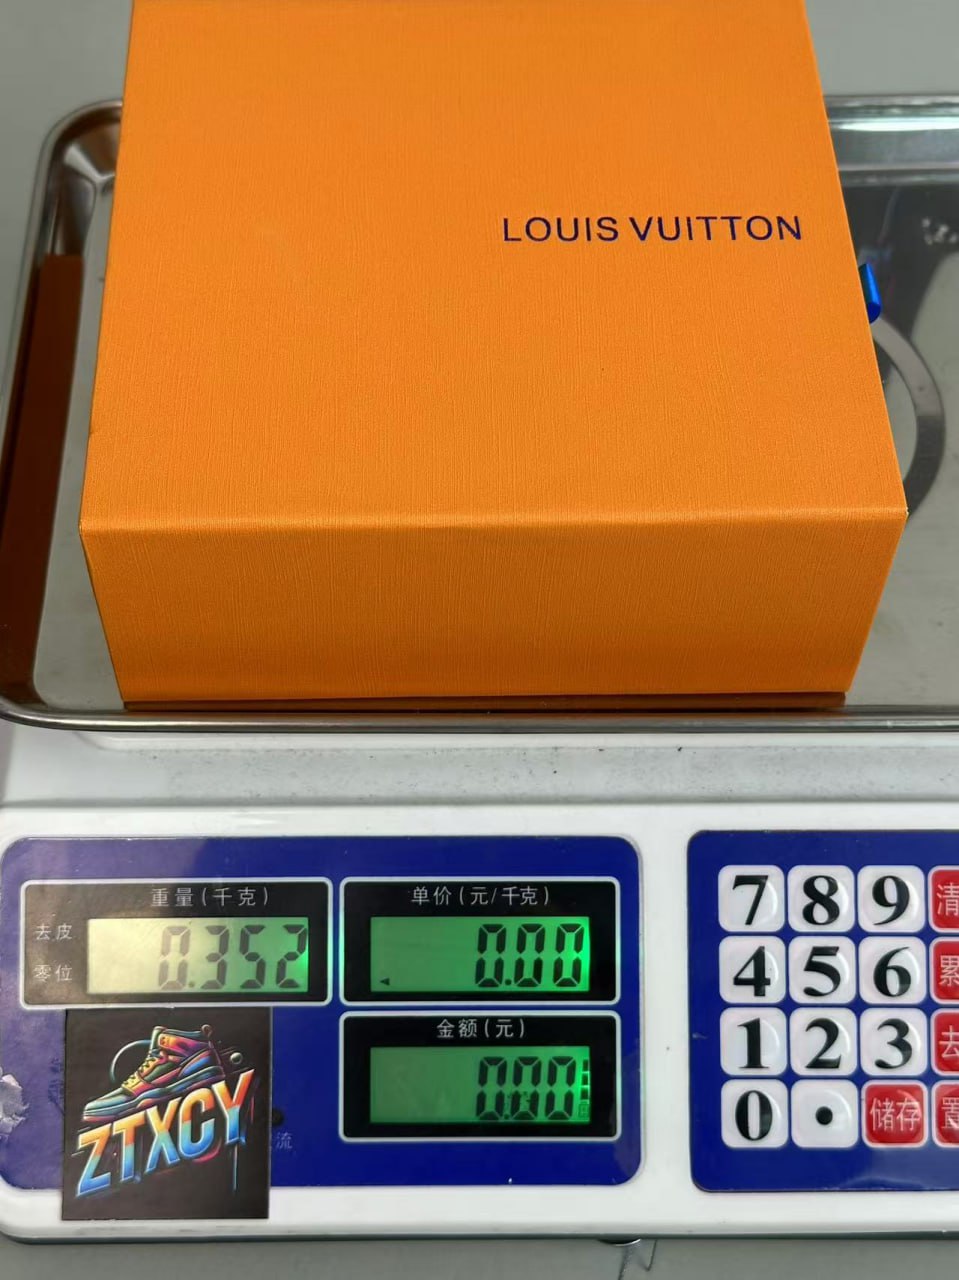 LOUIS VUITTON
重量(千克)
去皮
零位
0.352
单价(元/千克)
0.00
金额(元)
0.00
ZTXCY
流
7 8 9 清
4 5 6 累
1 2 3 去
0 • 储存 置